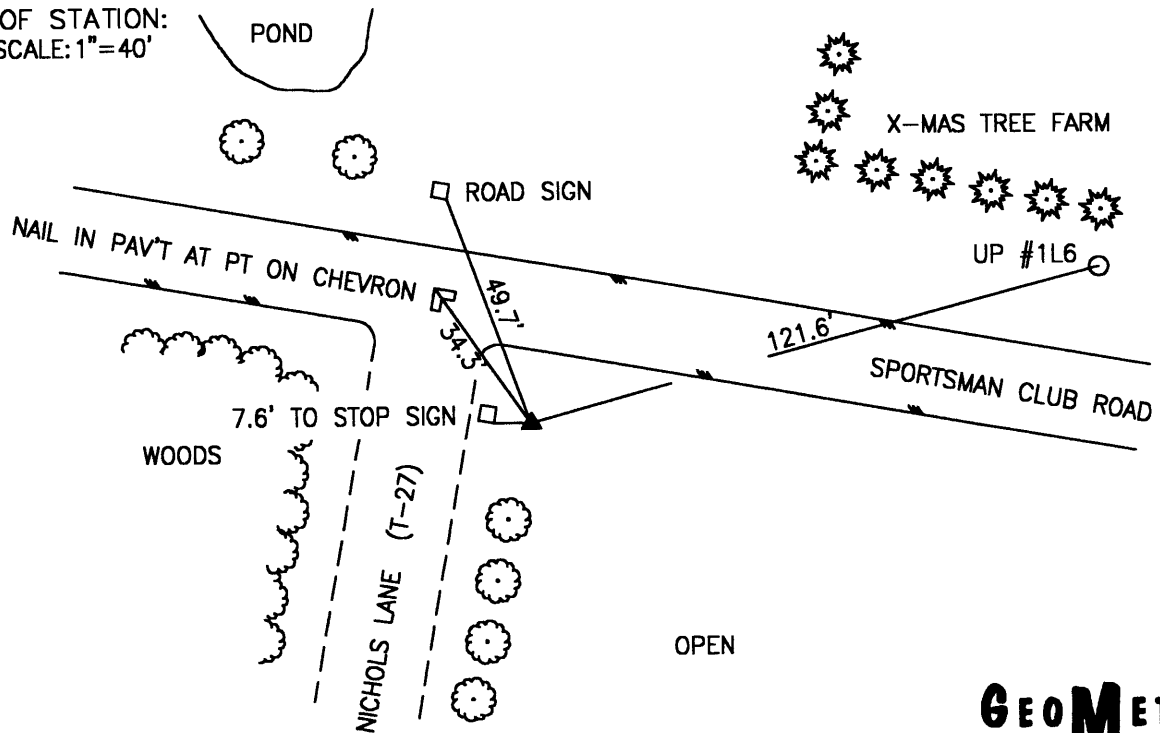 OF STATION:
SCALE: 1"=40'
POND
X-MAS TREE FARM
ROAD SIGN
NAIL IN PAV'T AT PT ON CHEVRON
UP #1L6
49.7'
34.5'
121.6'
SPORTSMAN CLUB ROAD
7.6' TO STOP SIGN
WOODS
NICHOLS LANE (T-27)
OPEN
GEOMET